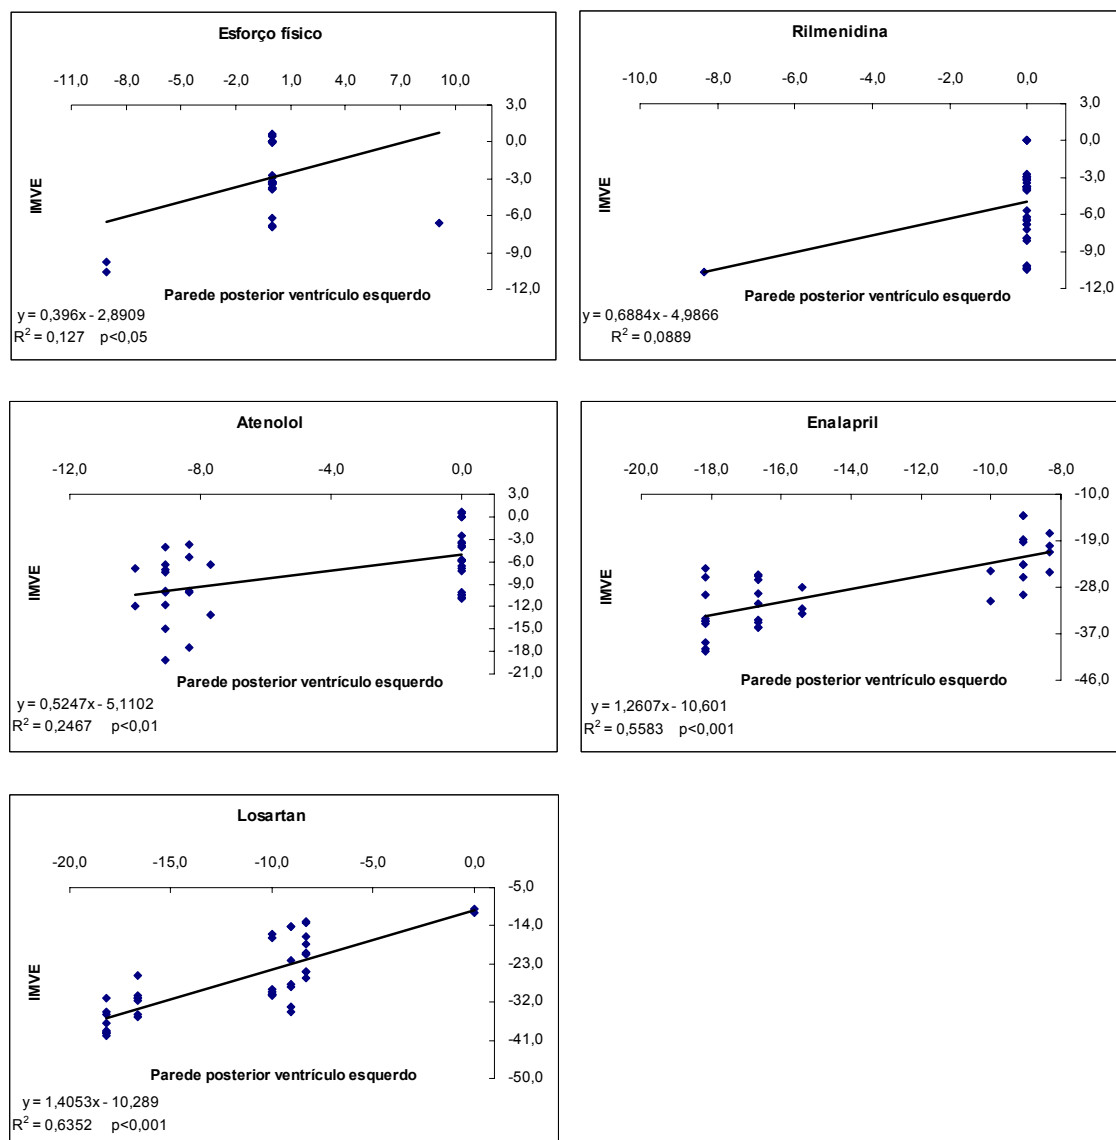 Esforço físico
-11,0 -8,0 -5,0 -2,0 1,0 4,0 7,0 10,0
3,0
0,0
-3,0
-6,0
-9,0
-12,0
IMVE
Parede posterior ventrículo esquerdo
y = 0,396x - 2,8909
R² = 0,127 p<0,05
Rilmenidina
-10,0 -8,0 -6,0 -4,0 -2,0 0,0
3,0
0,0
-3,0
-6,0
-9,0
-12,0
IMVE
Parede posterior ventrículo esquerdo
y = 0,6884x - 4,9866
R² = 0,0889
Atenolol
-12,0 -8,0 -4,0 0,0
3,0
0,0
-3,0
-6,0
-9,0
-12,0
-15,0
-18,0
-21,0
IMVE
Parede posterior ventrículo esquerdo
y = 0,5247x - 5,1102
R² = 0,2467 p<0,01
Enalapril
-20,0 -18,0 -16,0 -14,0 -12,0 -10,0 -8,0
-10,0
-19,0
-28,0
-37,0
-46,0
IMVE
Parede posterior ventrículo esquerdo
y = 1,2607x - 10,601
R² = 0,5583 p<0,001
Losartan
-20,0 -15,0 -10,0 -5,0 0,0
-5,0
-14,0
-23,0
-32,0
-41,0
-50,0
IMVE
Parede posterior ventrículo esquerdo
y = 1,4053x - 10,289
R² = 0,6352 p<0,001